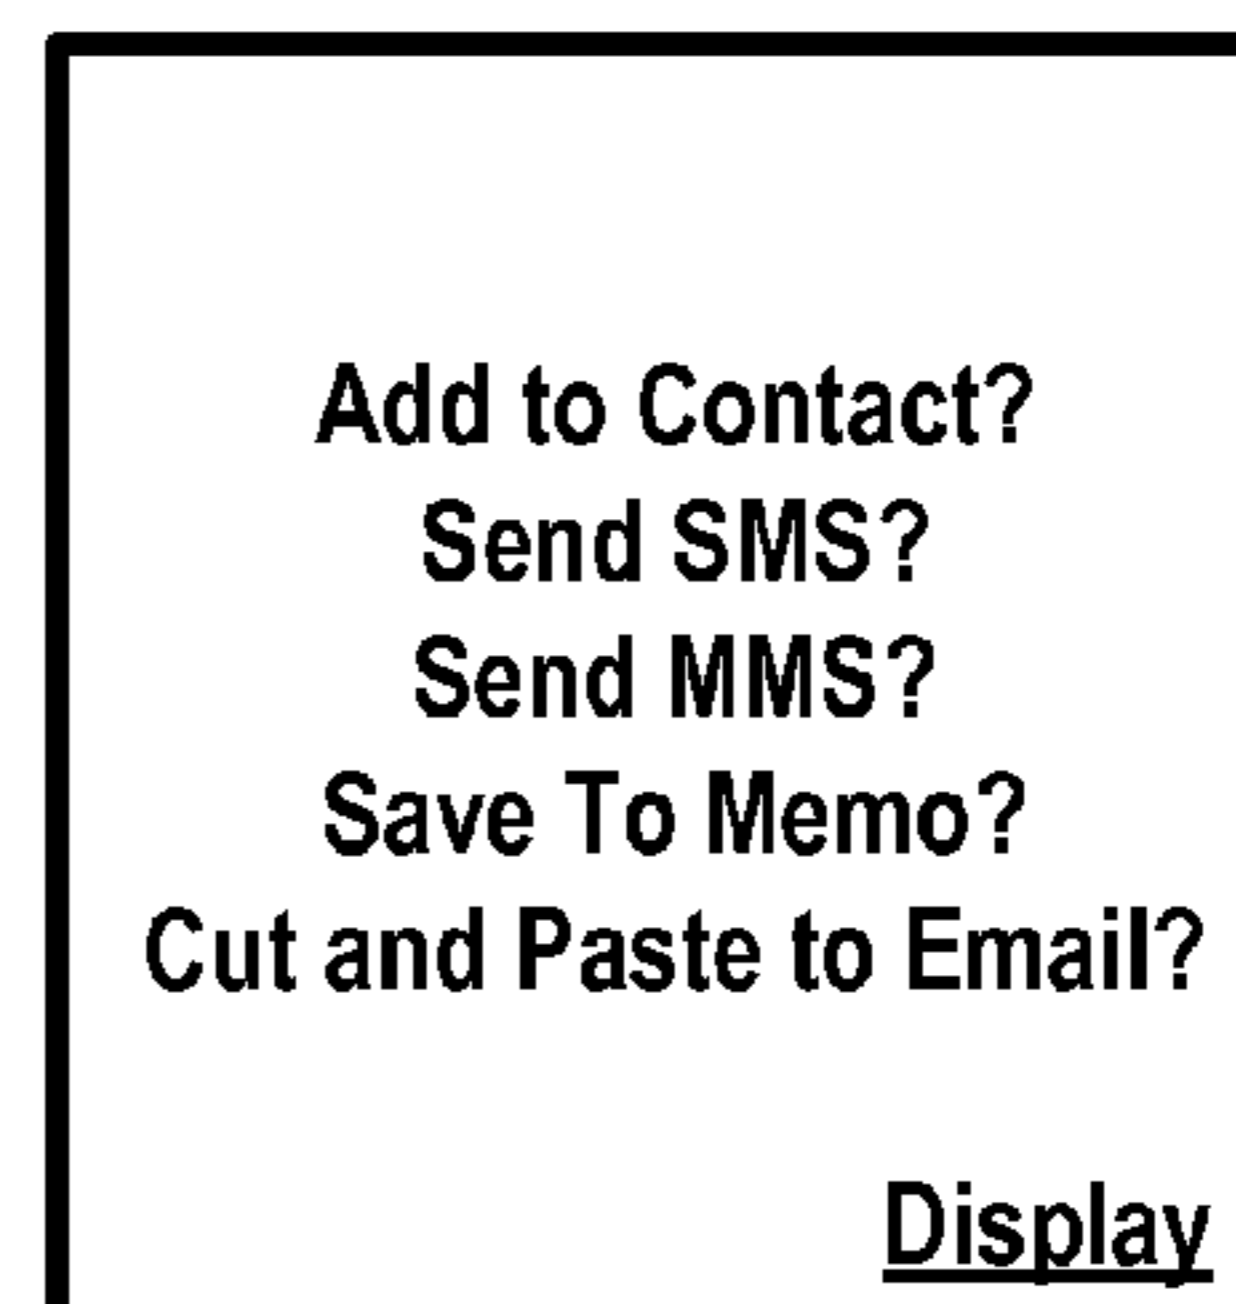 Add to Contact?
Send SMS?
Send MMS?
Save To Memo?
Cut and Paste to Email?
Display